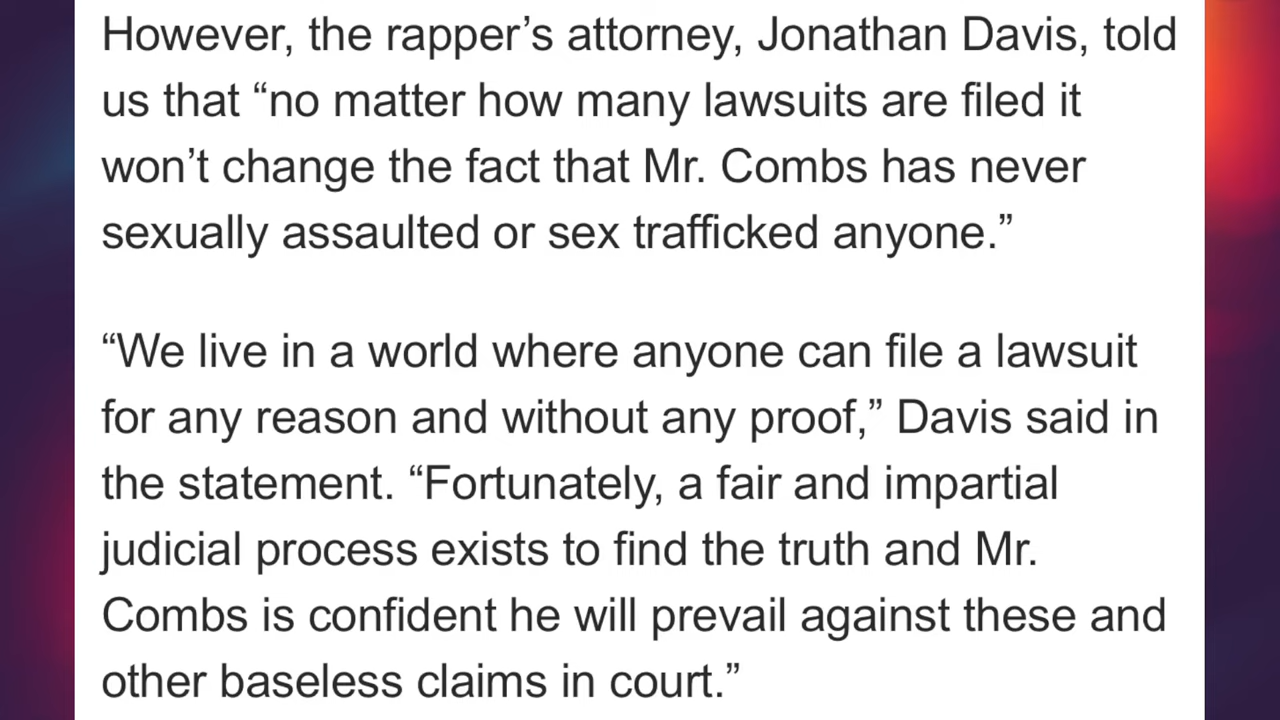 However, the rapper’s attorney, Jonathan Davis, told
us that “no matter how many lawsuits are filed it
won’t change the fact that Mr. Combs has never
sexually assaulted or sex trafficked anyone.”
“We live in a world where anyone can file a lawsuit
for any reason and without any proof,” Davis said in
the statement. “Fortunately, a fair and impartial
judicial process exists to find the truth and Mr.
Combs is confident he will prevail against these and
other baseless claims in court.”